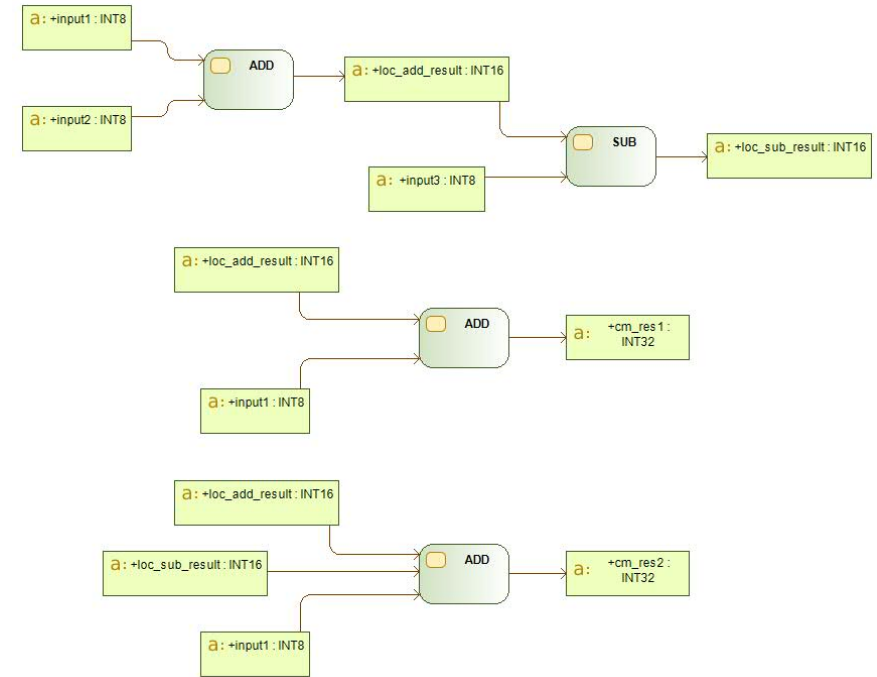 a: +input1 : INT8
ADD
a: +loc_add_result : INT16
a: +input2 : INT8
SUB
a: +loc_sub_result : INT16
a: +input3 : INT8
a: +loc_add_result : INT16
ADD
a: +cm_res1 :
INT32
a: +input1 : INT8
a: +loc_add_result : INT16
a: +loc_sub_result : INT16
ADD
a: +cm_res2 :
INT32
a: +input1 : INT8